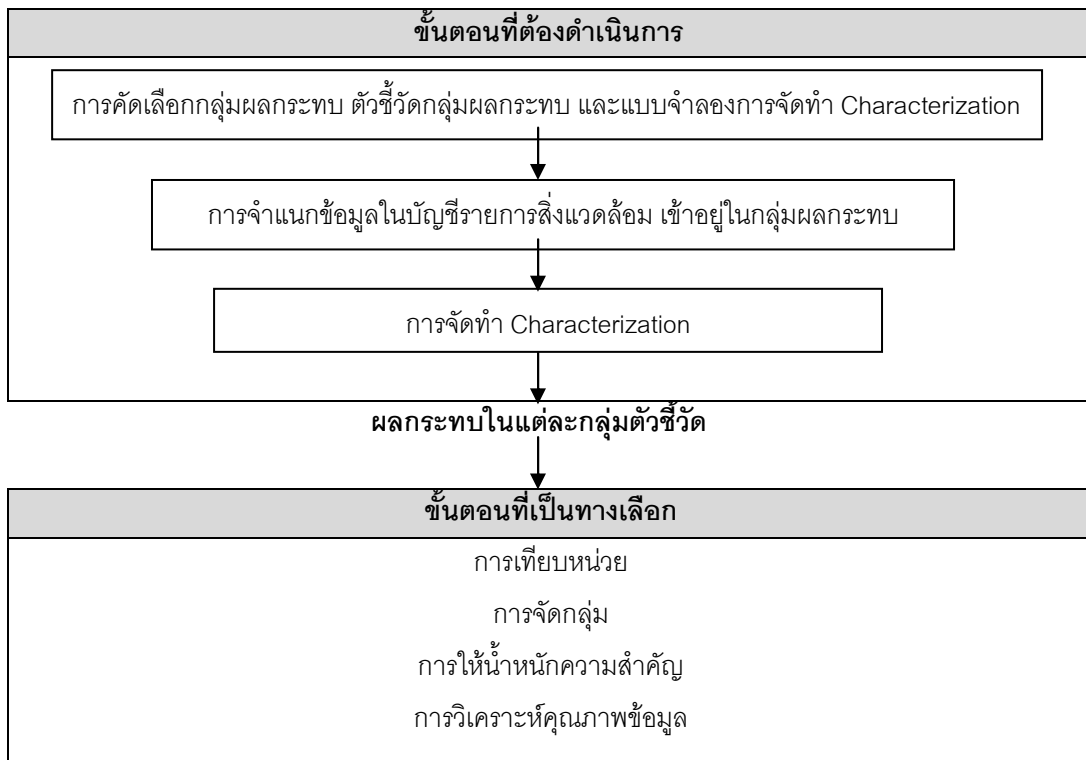 ขั้นตอนที่ต้องดำเนินการ
การคัดเลือกกลุ่มผลกระทบ ตัวชี้วัดกลุ่มผลกระทบ และแบบจำลองการจัดทำ Characterization
การจำแนกข้อมูลในบัญชีรายการสิ่งแวดล้อม เข้าอยู่ในกลุ่มผลกระทบ
การจัดทำ Characterization
ผลกระทบในแต่ละกลุ่มตัวชี้วัด
ขั้นตอนที่เป็นทางเลือก
การเทียบหน่วย
การจัดกลุ่ม
การให้น้ำหนักความสำคัญ
การวิเคราะห์คุณภาพข้อมูล